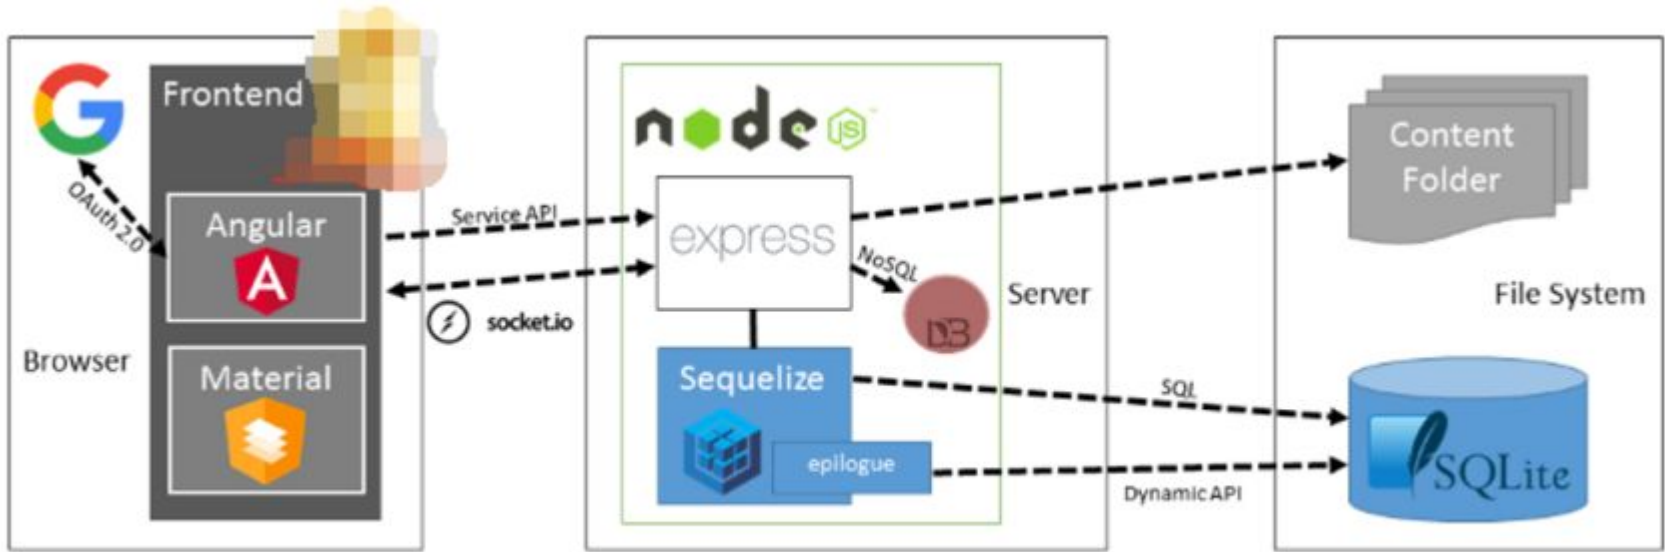 Frontend
OAuth 2.0
Angular
A
Browser
Material
Service API
socket.io
node
JS
express
NoSQL
DB
Server
Sequelize
epilogue
SQL
Dynamic API
Content
Folder
File System
SQLite